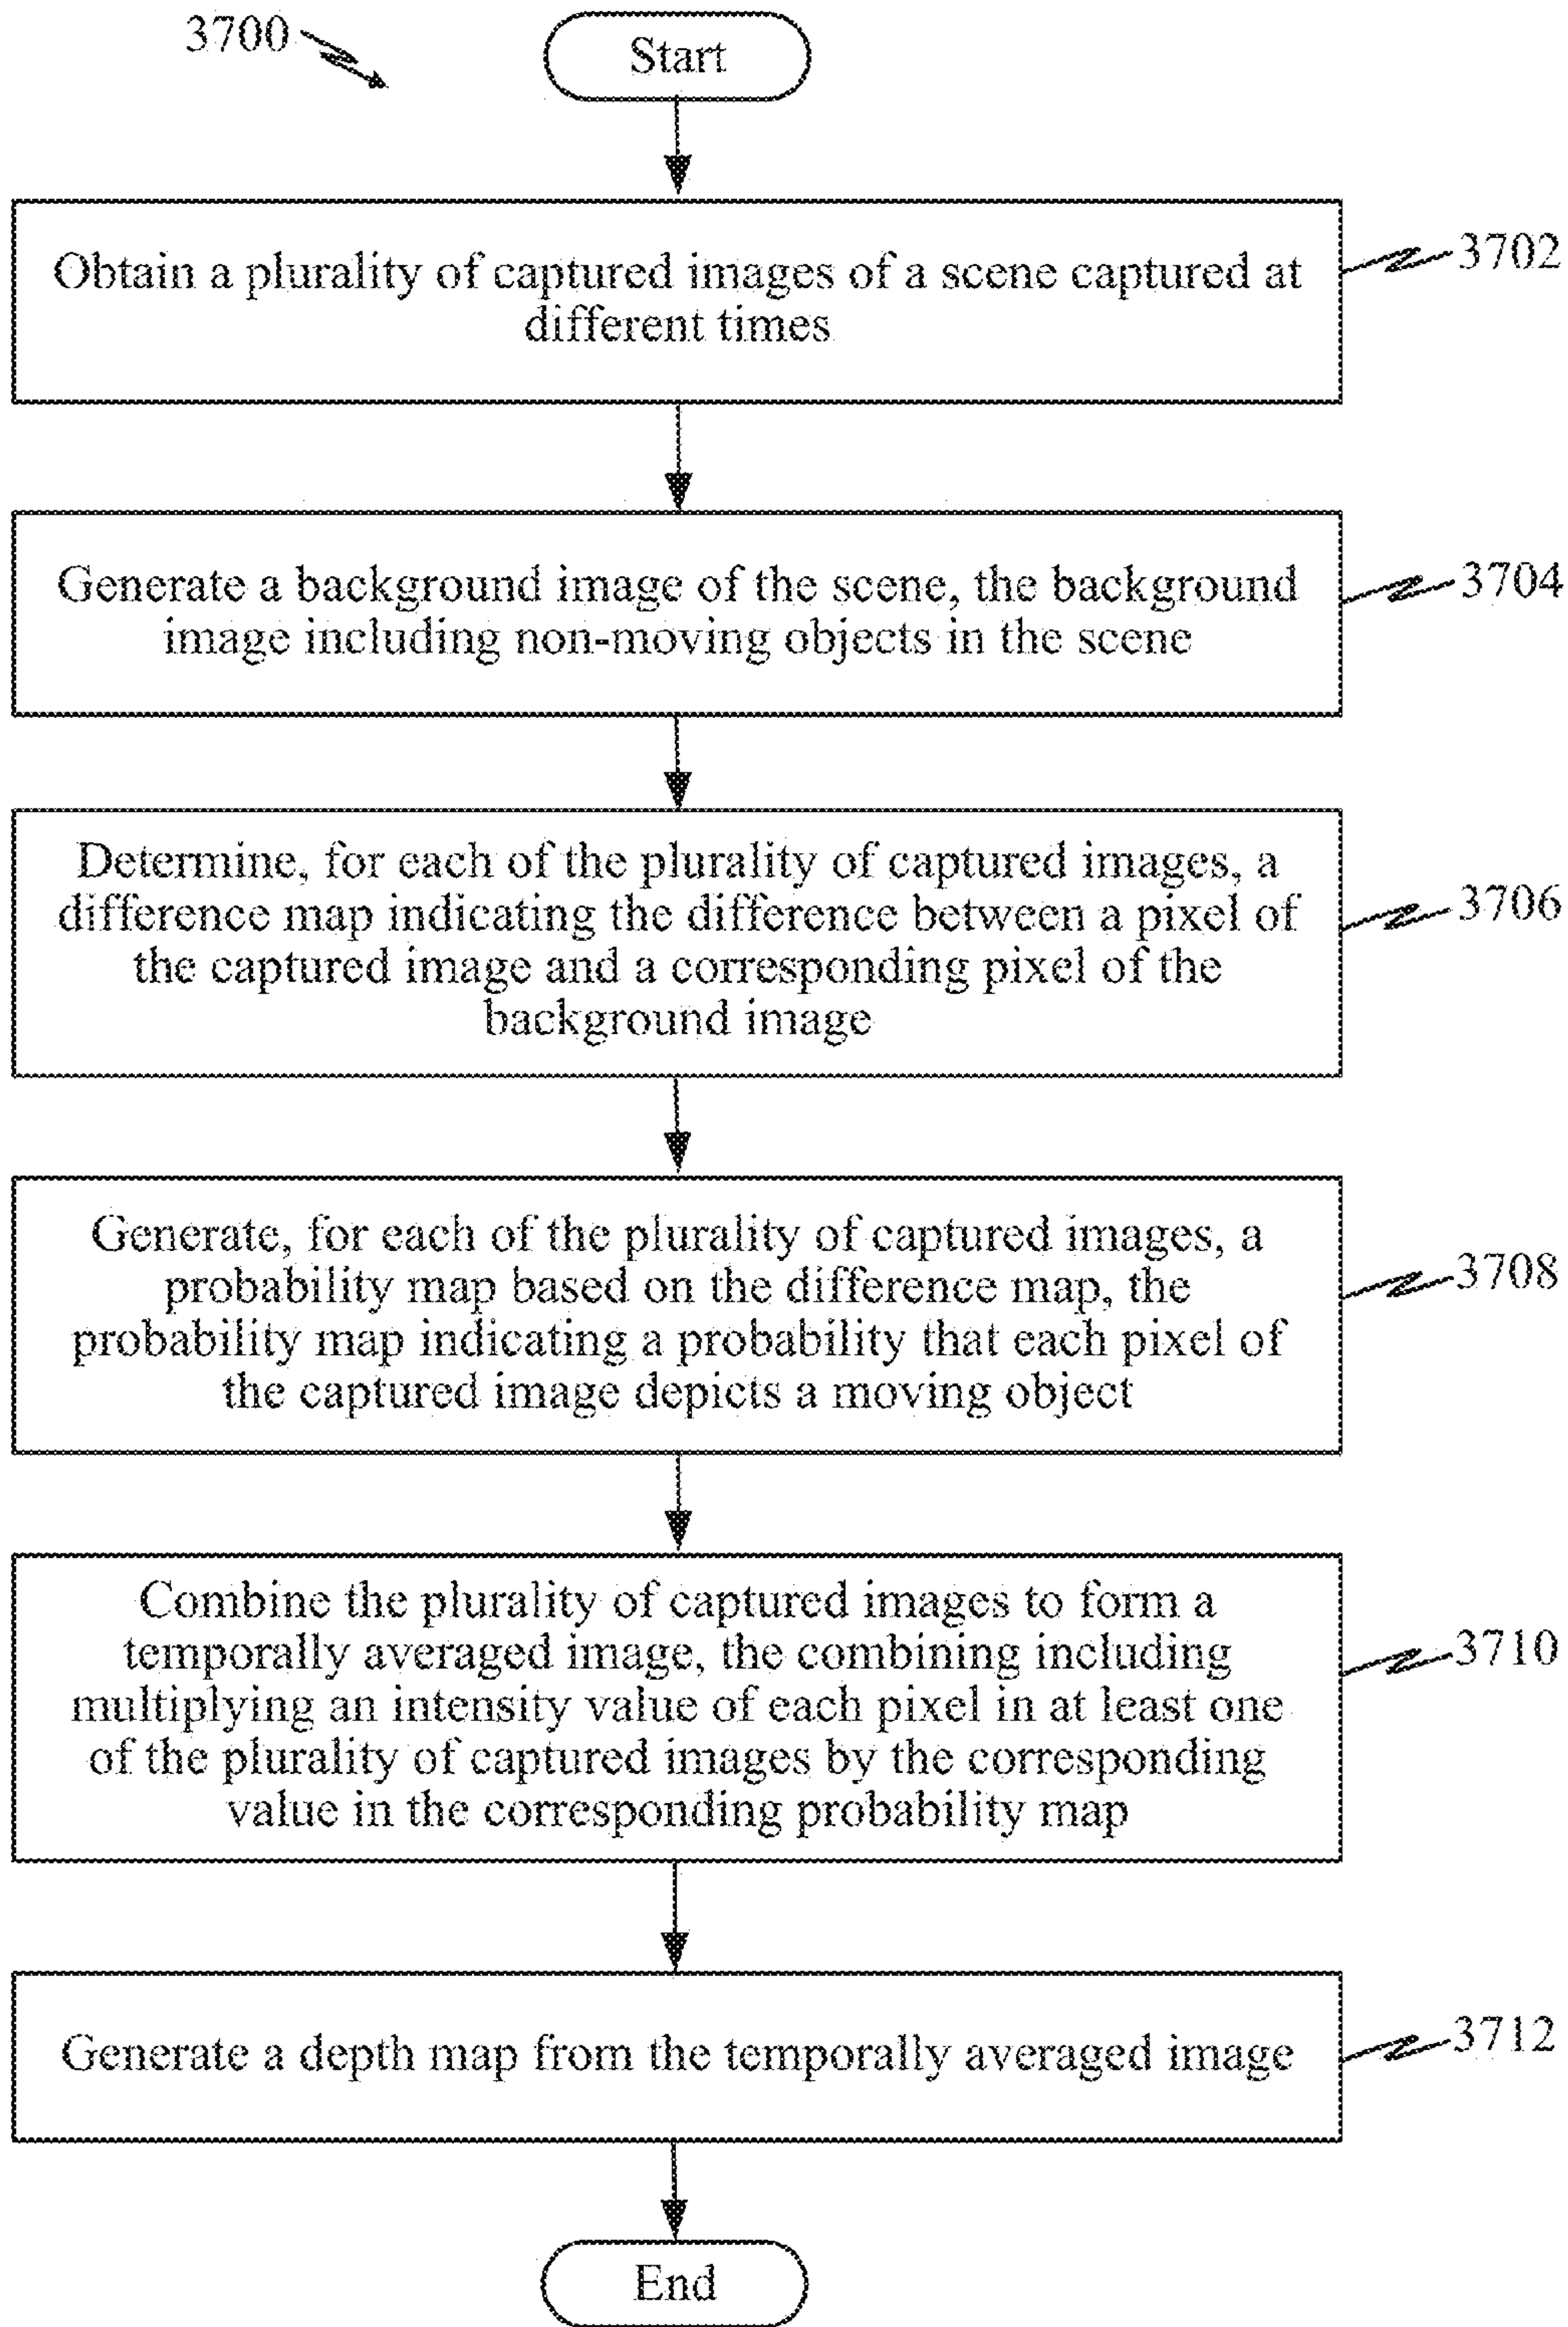 3700
Start
Obtain a plurality of captured images of a scene captured at
different times
3702
Generate a background image of the scene, the background
image including non-moving objects in the scene
3704
Determine, for each of the plurality of captured images, a
difference map indicating the difference between a pixel of
the captured image and a corresponding pixel of the
background image
3706
Generate, for each of the plurality of captured images, a
probability map based on the difference map, the
probability map indicating a probability that each pixel of
the captured image depicts a moving object
3708
Combine the plurality of captured images to form a
temporally averaged image, the combining including
multiplying an intensity value of each pixel in at least one
of the plurality of captured images by the corresponding
value in the corresponding probability map
3710
Generate a depth map from the temporally averaged image
3712
End